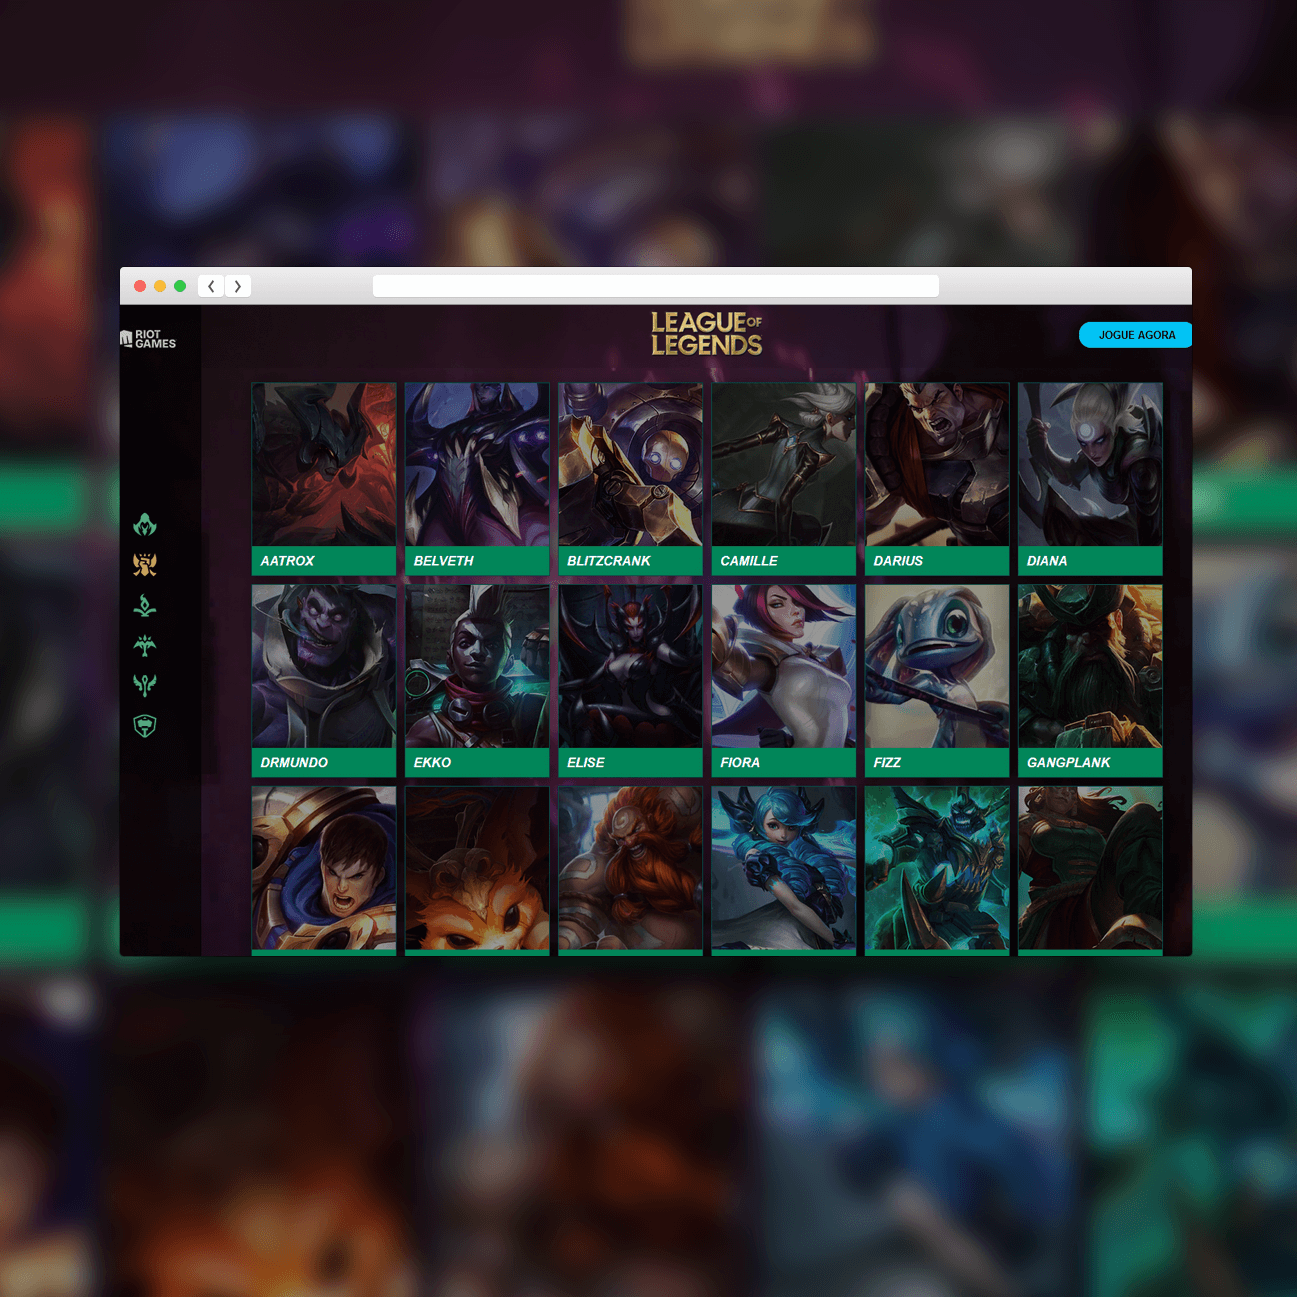 RIOT
GAMES
LEAGUE OF
LEGENDS
JOGUE AGORA
AATROX
BELVETH
BLITZCRANK
CAMILLE
DARIUS
DIANA
DRMUNDO
EKKO
ELISE
FIORA
FIZZ
GANGPLANK